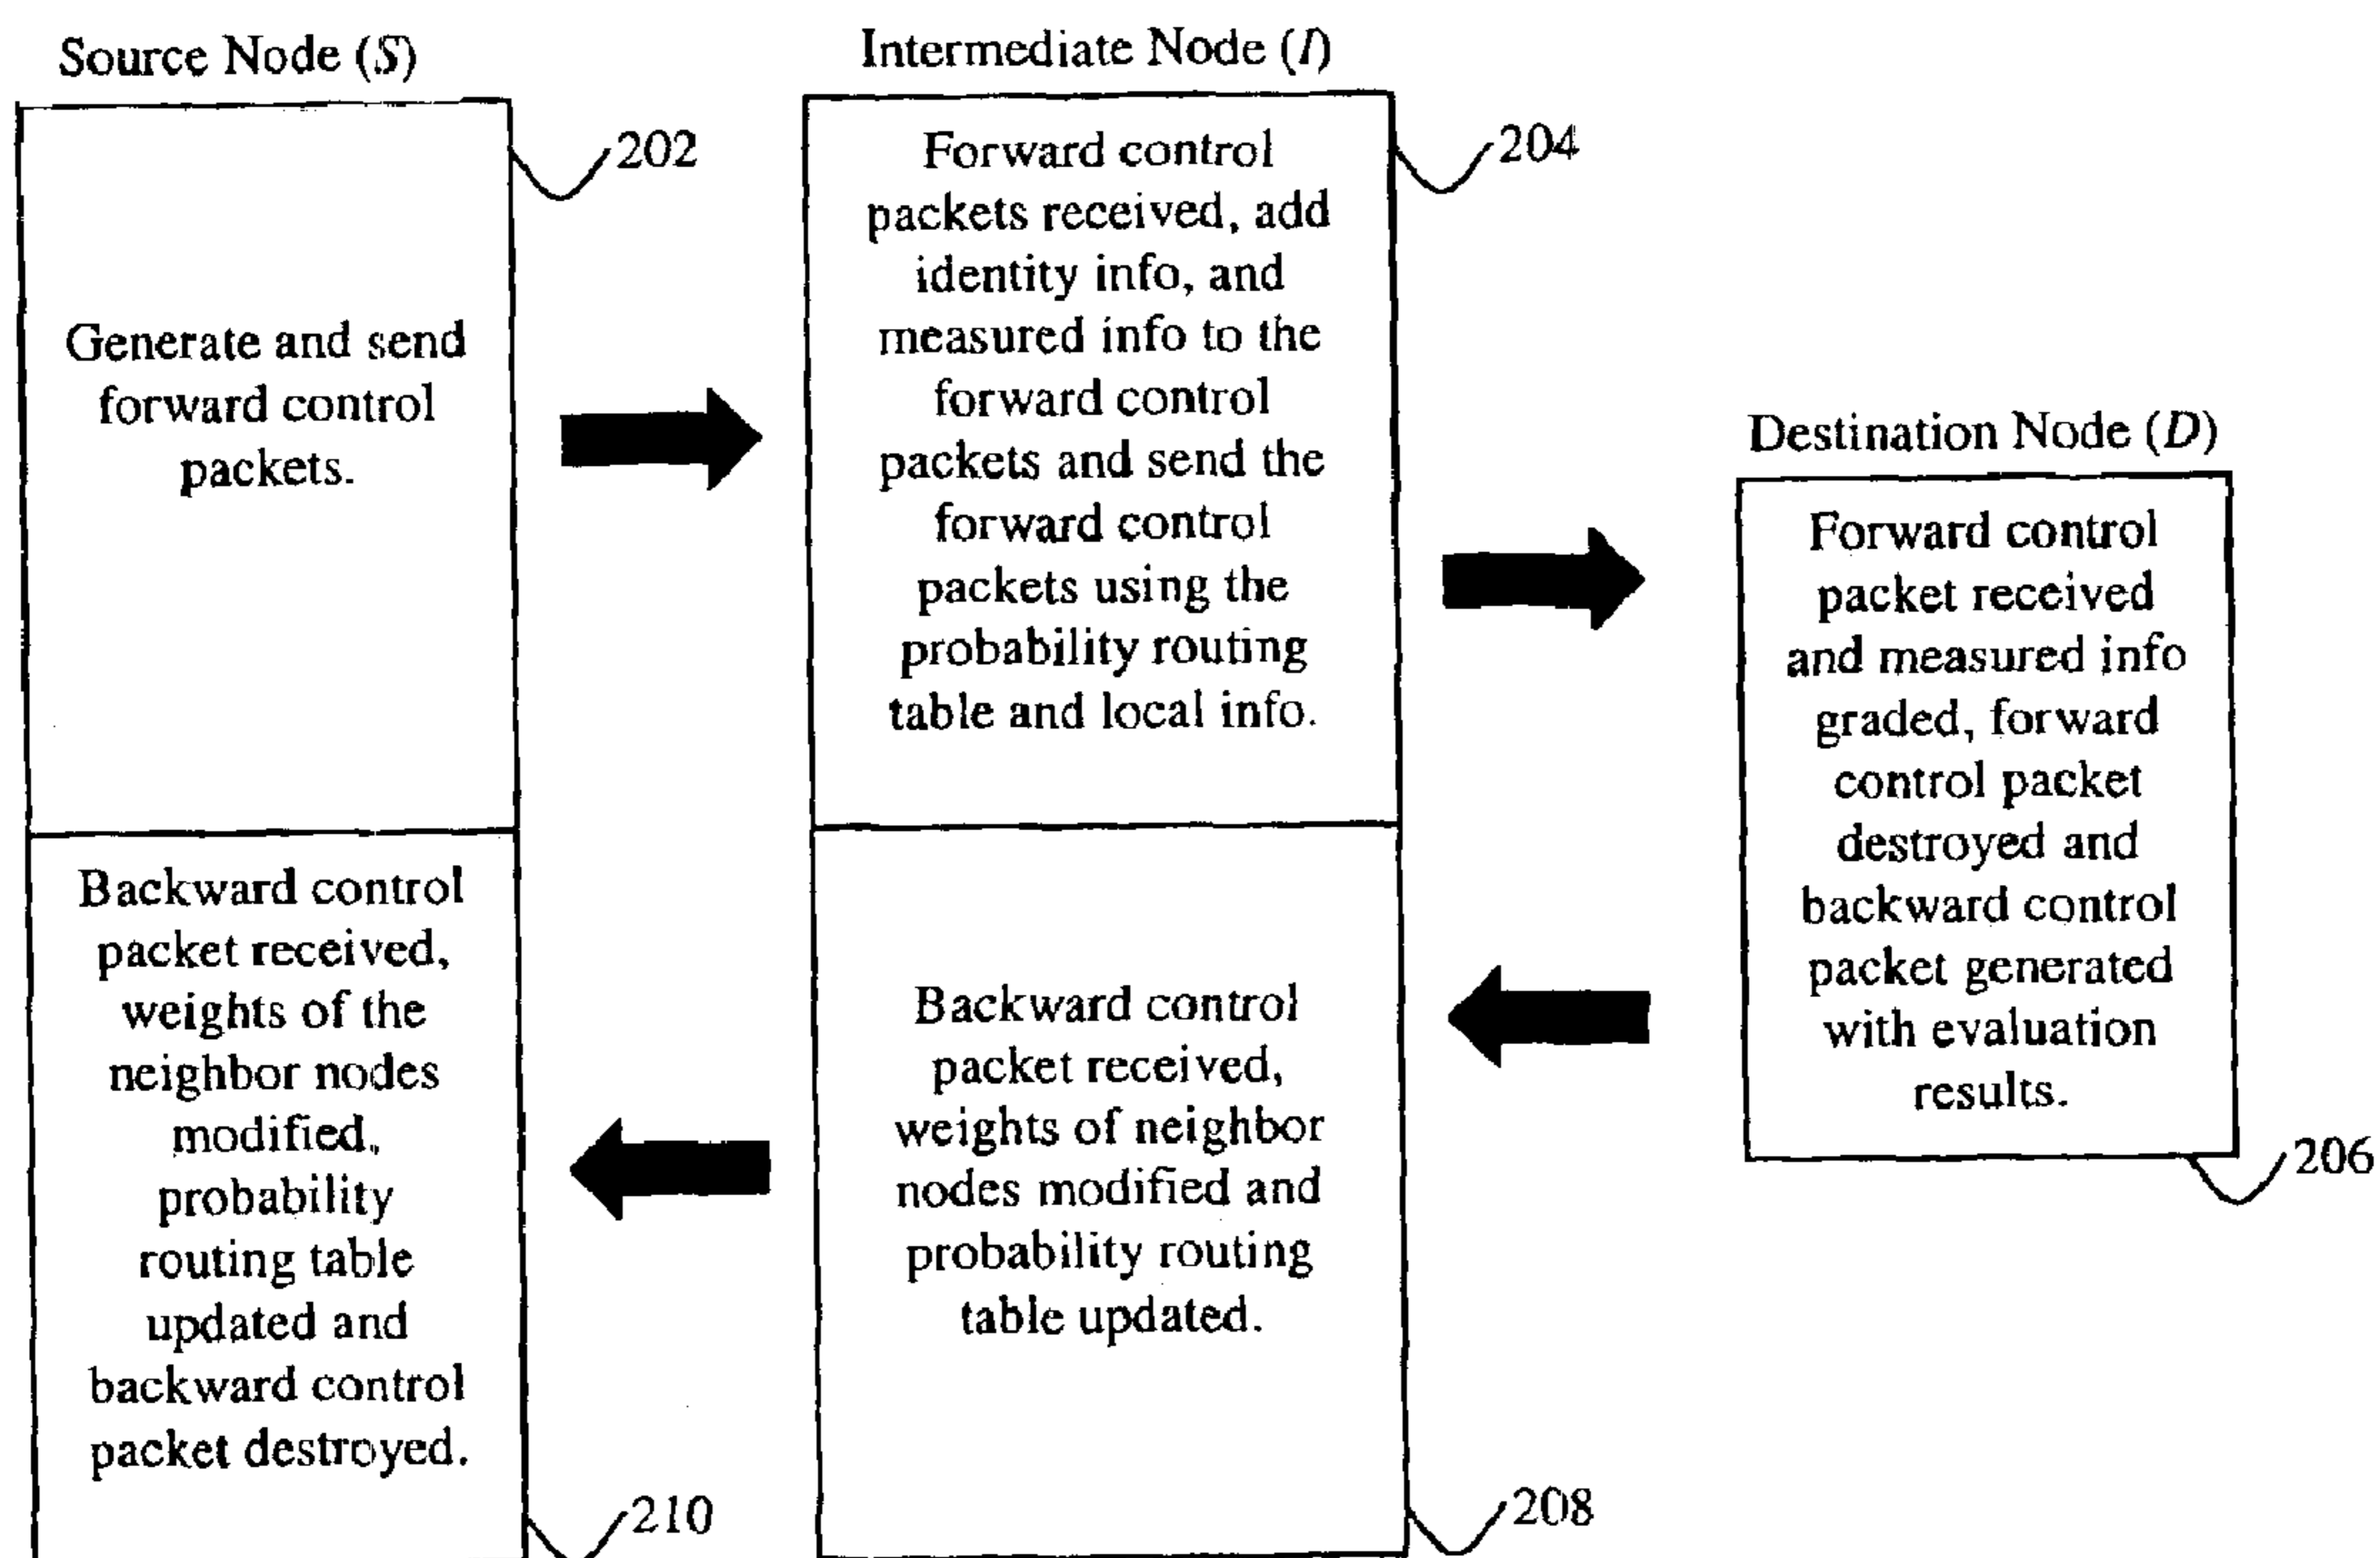 Source Node (S)
202
Generate and send
forward control
packets.
Intermediate Node (I)
204
Forward control
packets received, add
identity info, and
measured info to the
forward control
packets and send the
forward control
packets using the
probability routing
table and local info.
Destination Node (D)
Forward control
packet received
and measured info
graded, forward
control packet
destroyed and
backward control
packet generated
with evaluation
results.
206
Backward control
packet received,
weights of neighbor
nodes modified and
probability routing
table updated.
208
Backward control
packet received,
weights of the
neighbor nodes
modified,
probability
routing table
updated and
backward control
packet destroyed.
210